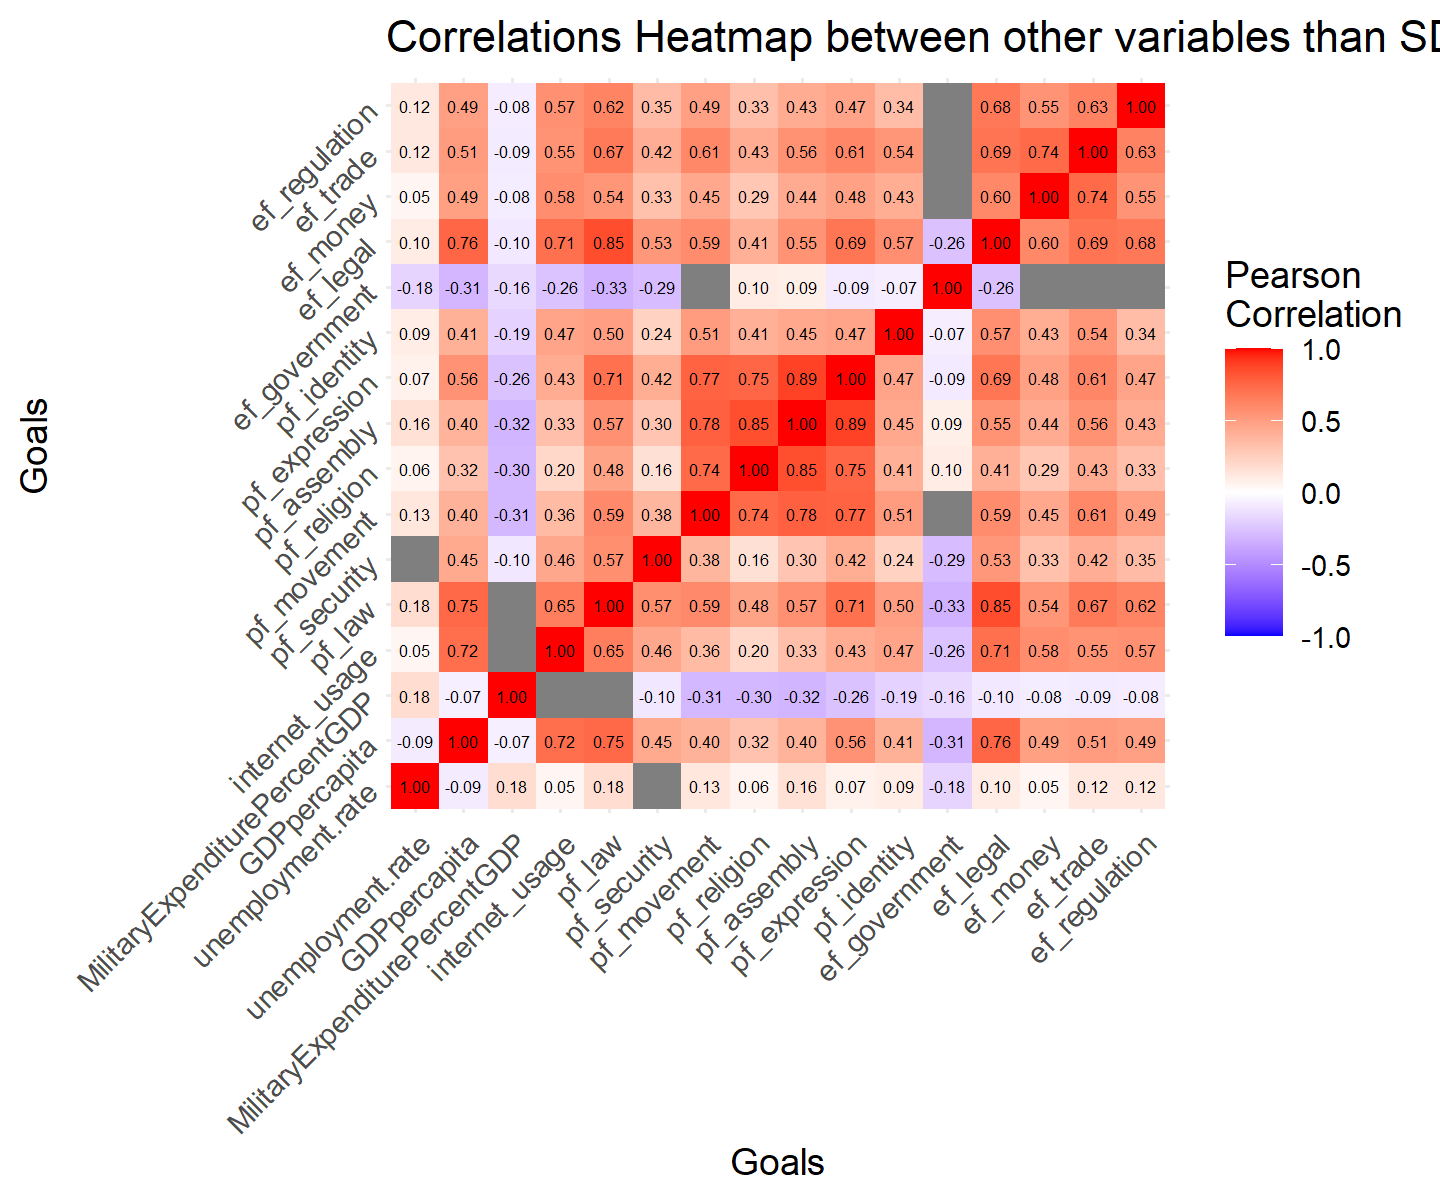 Correlations Heatmap between other variables than SD
Goals
ef_regulation 0.12 0.49 -0.08 0.57 0.62 0.35 0.49 0.33 0.43 0.47 0.34 0.68 0.55 0.63 1.00
ef_trade 0.12 0.51 -0.09 0.55 0.67 0.42 0.61 0.43 0.56 0.61 0.54 0.69 0.74 1.00 0.63
ef_money 0.05 0.49 -0.08 0.58 0.54 0.33 0.45 0.29 0.44 0.48 0.43 0.60 1.00 0.74 0.55
ef_legal 0.10 0.76 -0.10 0.71 0.85 0.53 0.59 0.41 0.55 0.69 0.57 -0.26 1.00 0.60 0.69 0.68
ef_government -0.18 -0.31 -0.16 -0.26 -0.33 -0.29 0.10 0.09 -0.09 -0.07 1.00 -0.26
pf_identity 0.09 0.41 -0.19 0.47 0.50 0.24 0.51 0.41 0.45 0.47 1.00 -0.07 0.57 0.43 0.54 0.34
pf_expression 0.07 0.56 -0.26 0.43 0.71 0.42 0.77 0.75 0.89 1.00 0.47 -0.09 0.69 0.48 0.61 0.47
pf_assembly 0.16 0.40 -0.32 0.33 0.57 0.30 0.78 0.85 1.00 0.89 0.45 0.09 0.55 0.44 0.56 0.43
pf_religion 0.06 0.32 -0.30 0.20 0.48 0.16 0.74 1.00 0.85 0.75 0.41 0.10 0.41 0.29 0.43 0.33
pf_movement 0.13 0.40 -0.31 0.36 0.59 0.38 1.00 0.74 0.78 0.77 0.51 0.59 0.45 0.61 0.49
pf_security 0.45 -0.10 0.46 0.57 1.00 0.38 0.16 0.30 0.42 0.24 -0.29 0.53 0.33 0.42 0.35
pf_law 0.18 0.75 0.65 1.00 0.57 0.59 0.48 0.57 0.71 0.50 -0.33 0.85 0.54 0.67 0.62
internet_usage 0.05 0.72 1.00 0.65 0.46 0.36 0.20 0.33 0.43 0.47 -0.26 0.71 0.58 0.55 0.57
MilitaryExpenditurePercentGDP 0.18 -0.07 1.00 -0.10 -0.31 -0.30 -0.32 -0.26 -0.19 -0.16 -0.10 -0.08 -0.09 -0.08
GDPpercapita -0.09 1.00 -0.07 0.72 0.75 0.45 0.40 0.32 0.40 0.56 0.41 -0.31 0.76 0.49 0.51 0.49
unemployment.rate 1.00 -0.09 0.18 0.05 0.18 0.13 0.06 0.16 0.07 0.09 -0.18 0.10 0.05 0.12 0.12
unemployment.rate
GDPpercapita
MilitaryExpenditurePercentGDP
internet_usage
pf_law
pf_security
pf_movement
pf_religion
pf_assembly
pf_expression
pf_identity
ef_government
ef_legal
ef_money
ef_trade
ef_regulation
Goals
Pearson
Correlation
1.0
0.5
0.0
-0.5
-1.0